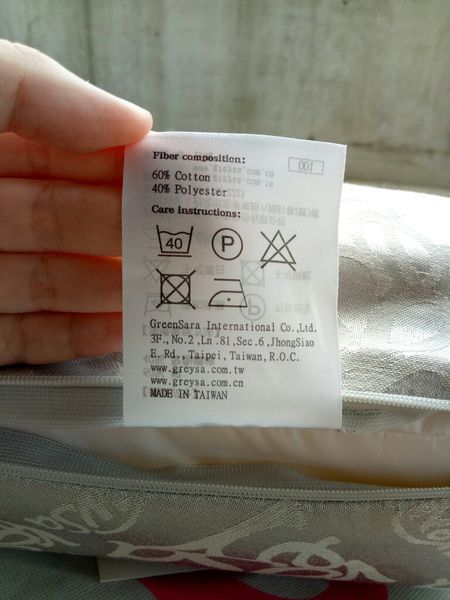 Fiber composition:
001
60% Cotton
40% Polyester
Care instructions:
40
P
GreenSara International Co.,Ltd.
3F., No.2,Ln.81,Sec.6,JhongSiao
E. Rd., Taipei, Taiwan, R.O.C.
www.greysa.com.tw
www.greysa.com.cn
MADE IN TAIWAN